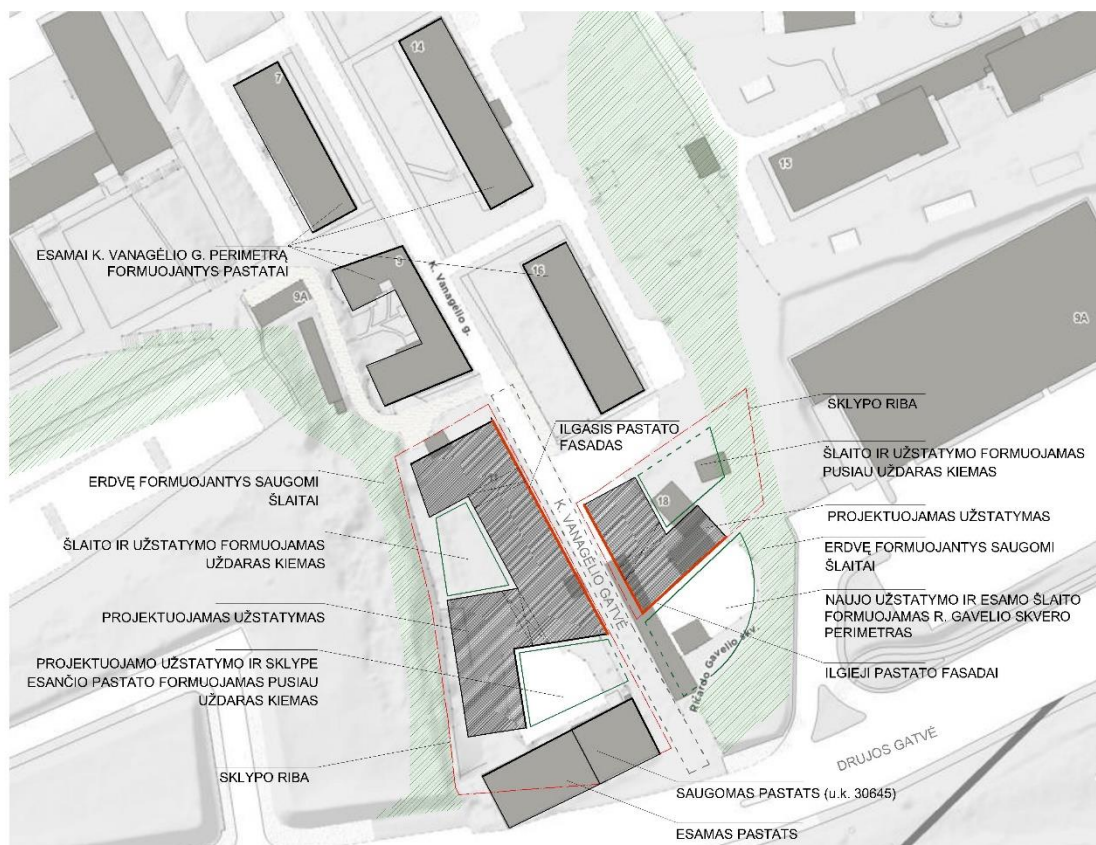 14
7
15
ESAMAI K. VANAGĖLIO G. PERIMETRĄ
FORMUOJANTYS PASTATAI
9
K. Vanagėlio g.
16
9A
9A
SKLYPO RIBA
ILGASIS PASTATO
FASADAS
ŠLAITO IR UŽSTATYMO FORMUOJAMAS
PUSIAU UŽDARAS KIEMAS
ERDVĘ FORMUOJANTYS SAUGOMI
ŠLAITAI
11
18
K. VANAGĖLIO GATVĖ
PROJEKTUOJAMAS UŽSTATYMAS
ŠLAITO IR UŽSTATYMO FORMUOJAMAS
UŽDARAS KIEMAS
ERDVĘ FORMUOJANTYS SAUGOMI
ŠLAITAI
PROJEKTUOJAMAS UŽSTATYMAS
NAUJO UŽSTATYMO IR ESAMO ŠLAITO
FORMUOJAMAS R. GAVELIO SKVERO
PERIMETRAS
Ričardo Gavelio skv.
PROJEKTUOJAMO UŽSTATYMO IR SKLYPE
ESANČIO PASTATO FORMUOJAMAS PUSIAU
UŽDARAS KIEMAS
ILGIEJI PASTATO FASADAI
DRUJOS GATVĖ
SKLYPO RIBA
SAUGOMAS PASTATS (u.k. 30645)
ESAMAS PASTATS